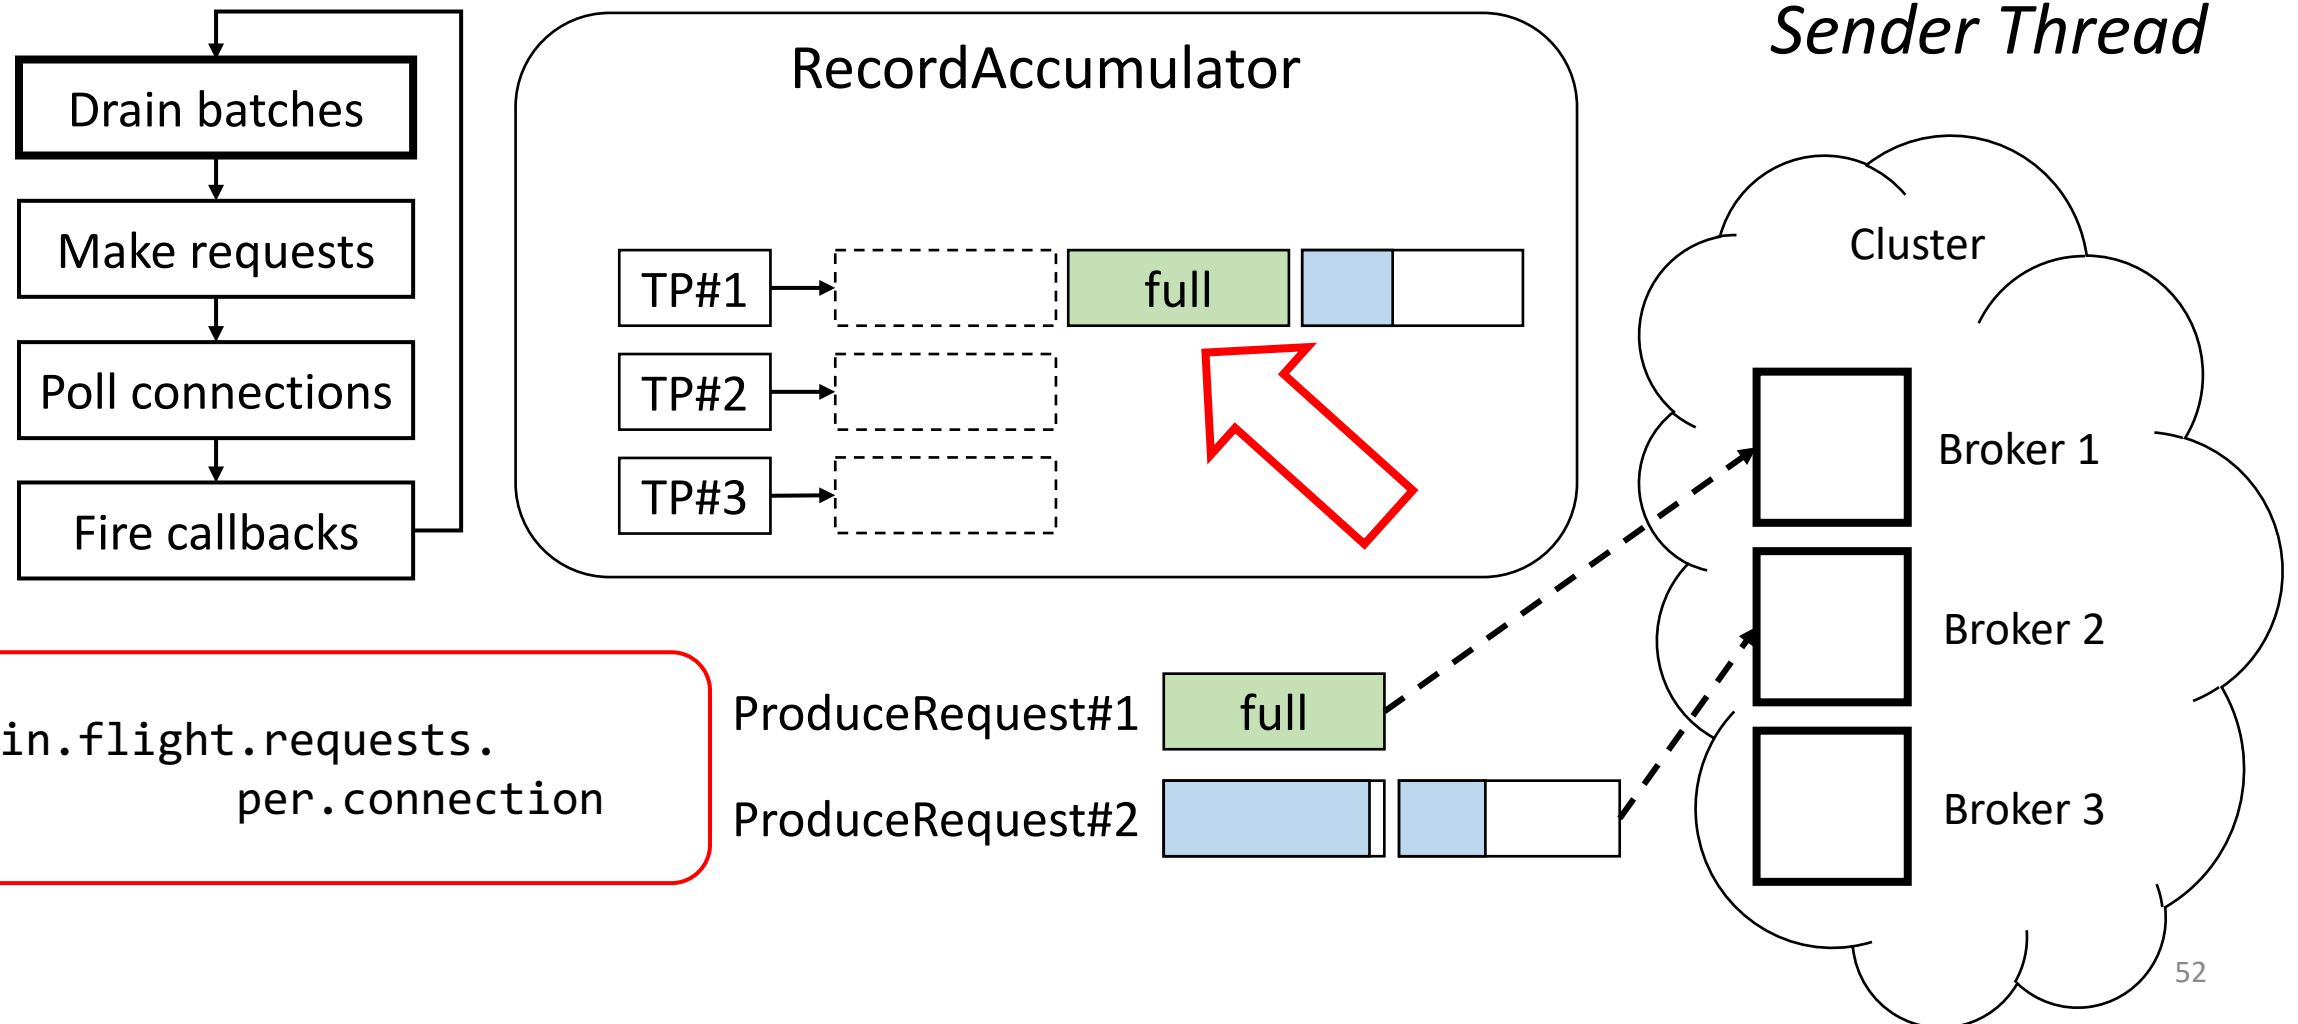 Sender Thread
Drain batches
Make requests
Poll connections
Fire callbacks
RecordAccumulator
TP#1
full
TP#2
TP#3
Cluster
Broker 1
Broker 2
Broker 3
in.flight.requests.
per.connection
ProduceRequest#1
full
ProduceRequest#2
52